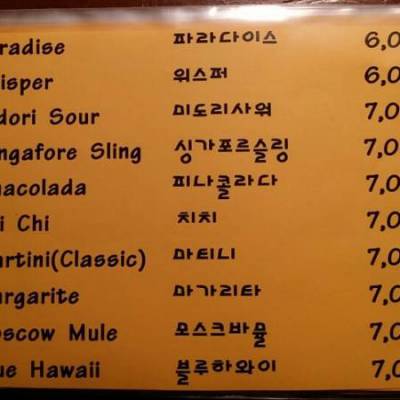 radise 파라다이스 6,0
isper 위스퍼 6,0
dori Sour 미도리사워 7,0
ngafore Sling 싱가포르슬링 7,0
nacolada 피나콜라다 7,0
i Chi 치치 7,0
artini(Classic) 마티니 7,0
argarite 마가리타 7,0
oscow Mule 모스크바뮬 7,0
ue Hawaii 블루하와이 7,0